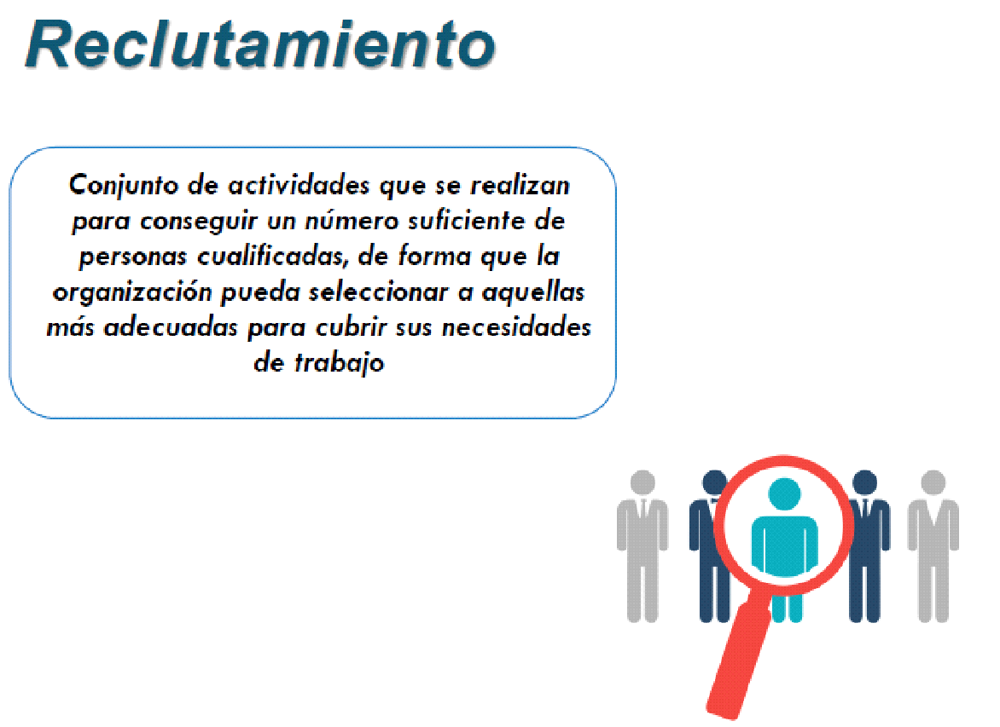 Reclutamiento
Conjunto de actividades que se realizan
para conseguir un número suficiente de
personas cualificadas, de forma que la
organización pueda seleccionar a aquellas
más adecuadas para cubrir sus necesidades
de trabajo